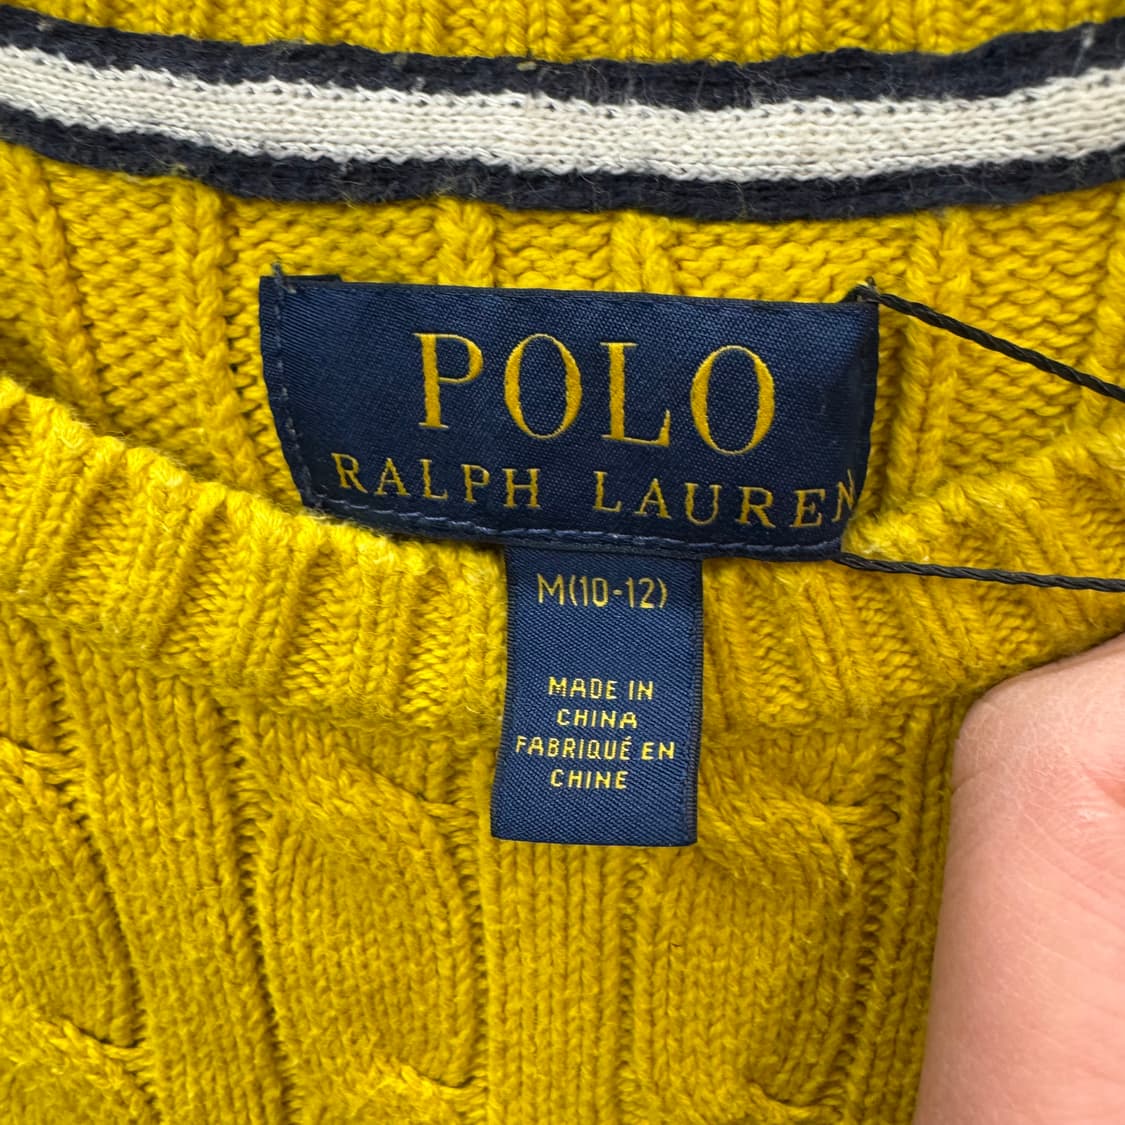 POLO
RALPH LAUREN
M(10-12)
MADE IN
CHINA
FABRIQUÉ EN
CHINE